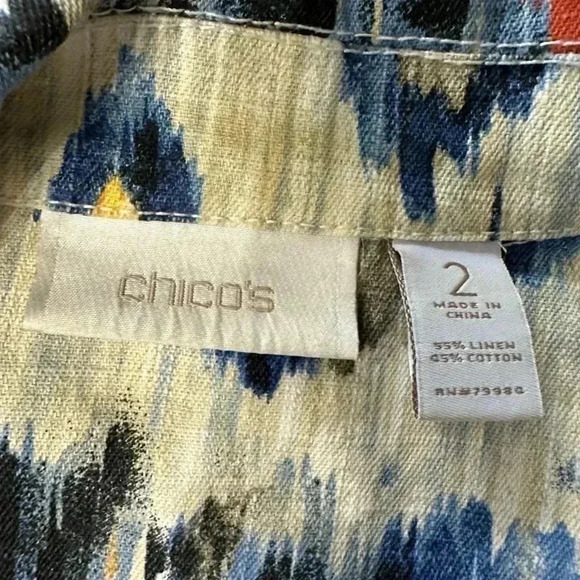 chico's
2
MADE IN
CHINA
55% LINEN
45% COTTON
RN#79980